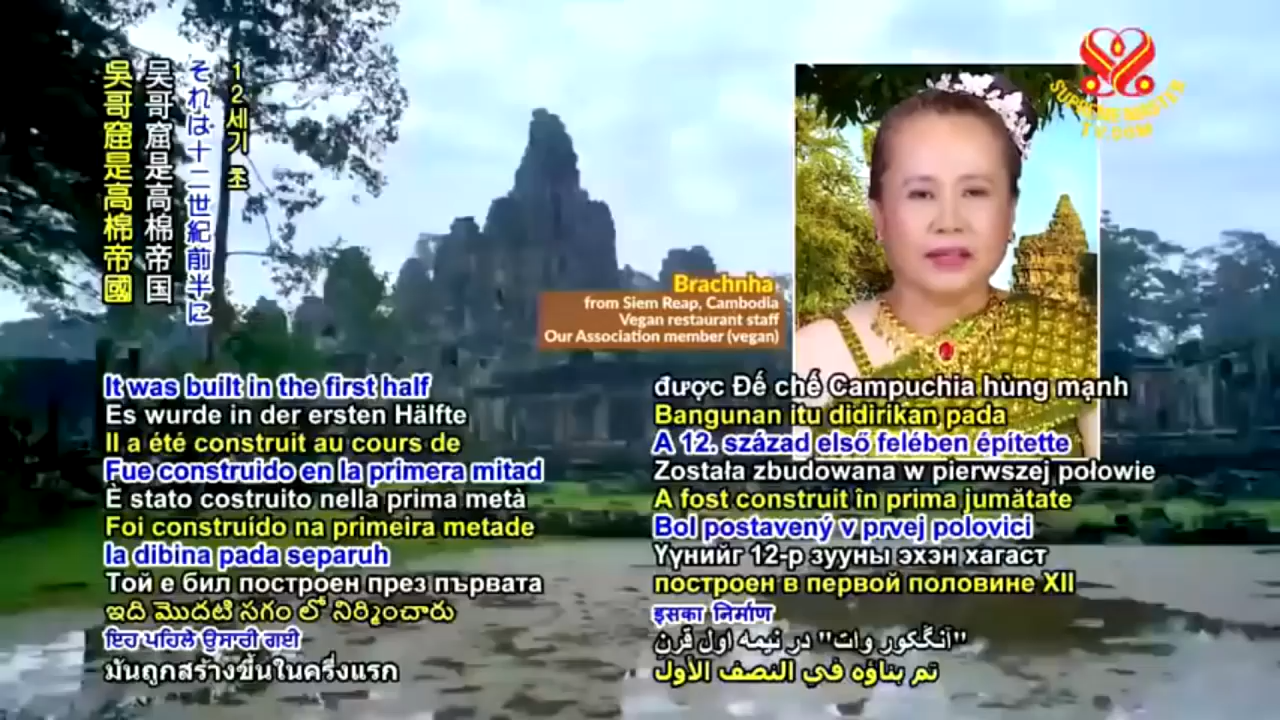 SUPREME MASTER
TV.COM
12세기 초
それは十二世紀前半に
吴哥窟是高棉帝国
吳哥窟是高棉帝國
Brachnha
from Siem Reap, Cambodia
Vegan restaurant staff
Our Association member (vegan)
It was built in the first half
Es wurde in der ersten Hälfte
Il a été construit au cours de
Fue construido en la primera mitad
È stato costruito nella prima metà
Foi construído na primeira metade
Ia dibina pada separuh
Той е бил построен през първата
ఇది మొదటి సగం లో నిర్మించారు
ਇਹ ਪਹਿਲੇ ਉਸਾਰੀ ਗਈ
มันถูกสร้างขึ้นในครึ่งแรก
được Đế chế Campuchia hùng mạnh
Bangunan itu didirikan pada
A 12. század első felében építette
Została zbudowana w pierwszej połowie
A fost construit în prima jumătate
Bol postavený v prvej polovici
Үүнийг 12-р зууны эхэн хагаст
построен в первой половине XII
इसका निर्माण
"آنگکور وات" در نیمه اول قرن
تم بناؤه في النصف الأول